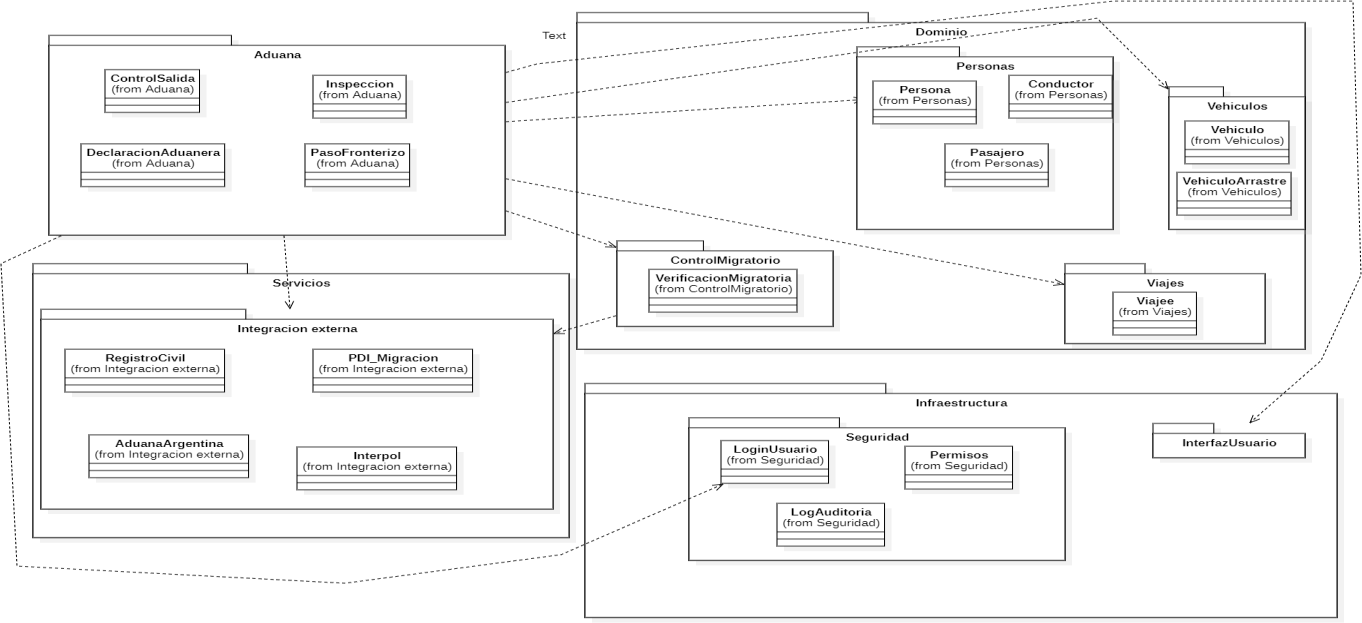 Aduana
ControlSalida
(from Aduana)
Inspeccion
(from Aduana)
DeclaracionAduanera
(from Aduana)
PasoFronterizo
(from Aduana)
Text
Dominio
Personas
Persona
(from Personas)
Conductor
(from Personas)
Pasajero
(from Personas)
Vehiculos
Vehiculo
(from Vehiculos)
VehiculoArrastre
(from Vehiculos)
ControlMigratorio
VerificacionMigratoria
(from ControlMigratorio)
Viajes
Viajee
(from Viajes)
Servicios
Integracion externa
RegistroCivil
(from Integracion externa)
PDI_Migracion
(from Integracion externa)
AduanaArgentina
(from Integracion externa)
Interpol
(from Integracion externa)
Infraestructura
Seguridad
LoginUsuario
(from Seguridad)
Permisos
(from Seguridad)
LogAuditoria
(from Seguridad)
InterfazUsuario